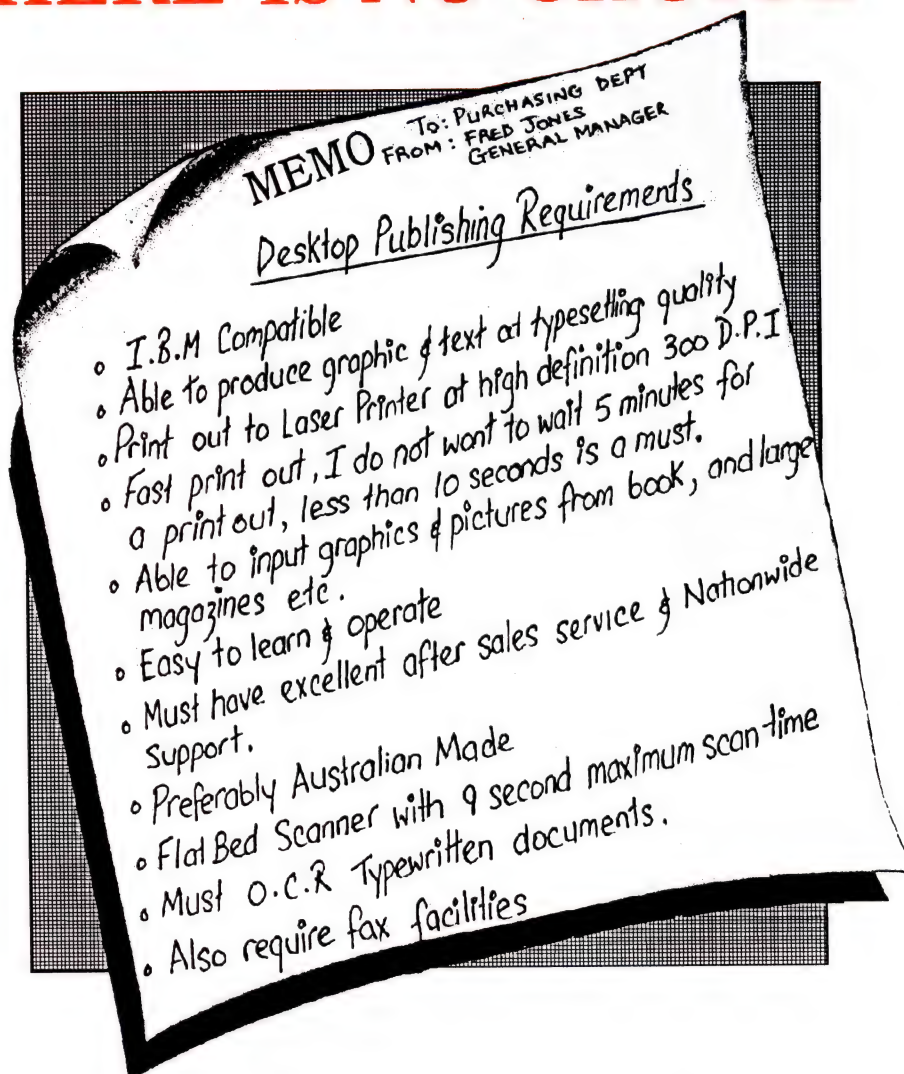 MEMO
TO: PURCHASING DEPT
FROM: FRED JONES
GENERAL MANAGER
Desktop Publishing Requirements
• I.B.M Compatible
• Able to produce graphic & text at typesetting quality
• Print out to Laser Printer at high definition 300 D.P.I
• Fast print out, I do not want to wait 5 minutes for
a print out, less than 10 seconds is a must.
• Able to input graphics & pictures from book, and large
magazines etc.
• Easy to learn & operate
• Must have excellent after sales service & Nationwide
support.
• Preferably Australian Made
• Flat Bed Scanner with 9 second maximum scan-time
• Must O.C.R Typewritten documents.
• Also require fax facilities